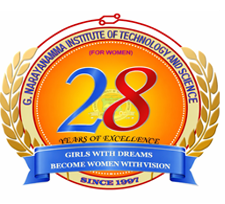 G. NARAYANAMMA INSTITUTE OF TECHNOLOGY AND SCIENCE
(FOR WOMEN)
28
YEARS OF EXCELLENCE
GIRLS WITH DREAMS
BECOME WOMEN WITH VISION
SINCE 1997